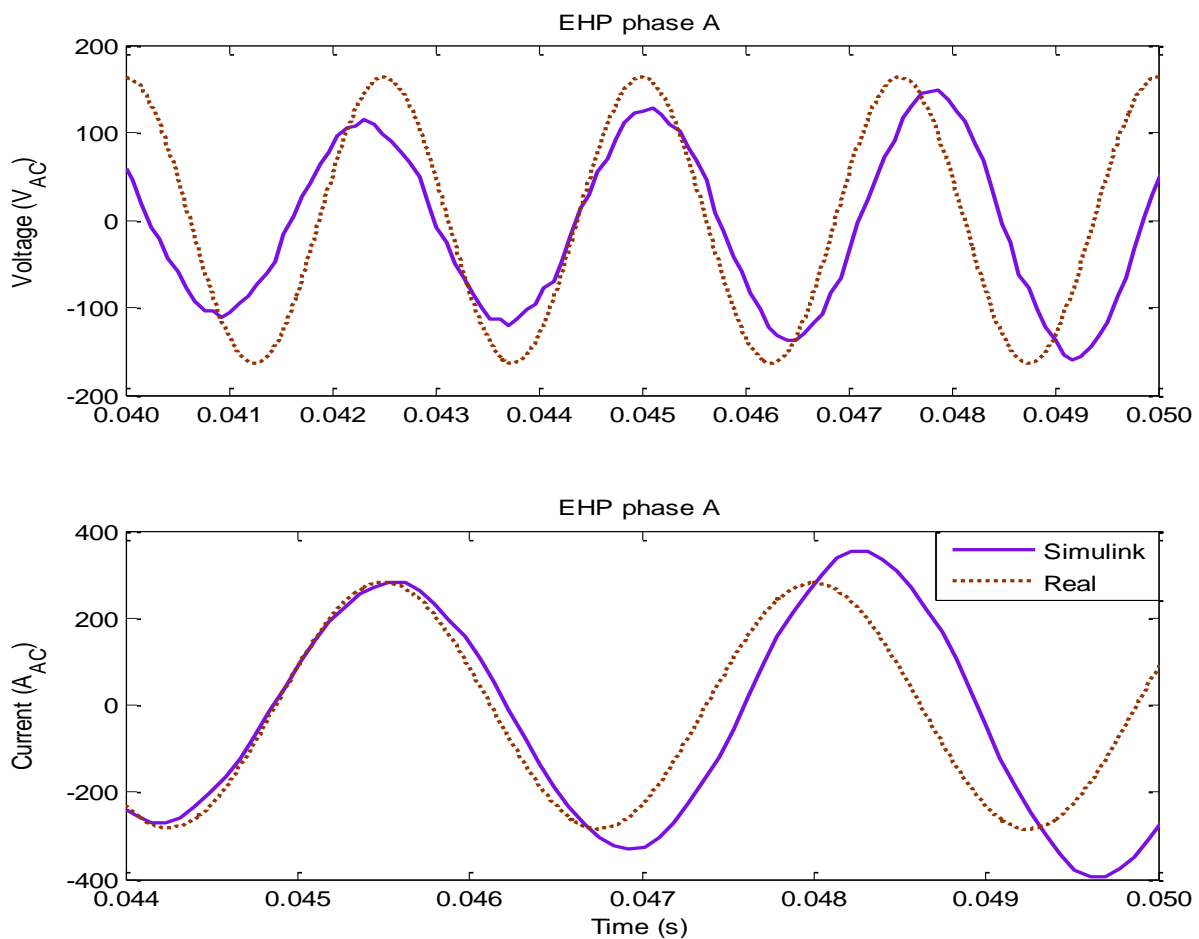 EHP phase A
200
100
0
-100
-200
Voltage (V_AC)
0.040 0.041 0.042 0.043 0.044 0.045 0.046 0.047 0.048 0.049 0.050
EHP phase A
400
200
0
-200
-400
Current (A_AC)
Simulink
Real
0.044 0.045 0.046 0.047 0.048 0.049 0.050
Time (s)